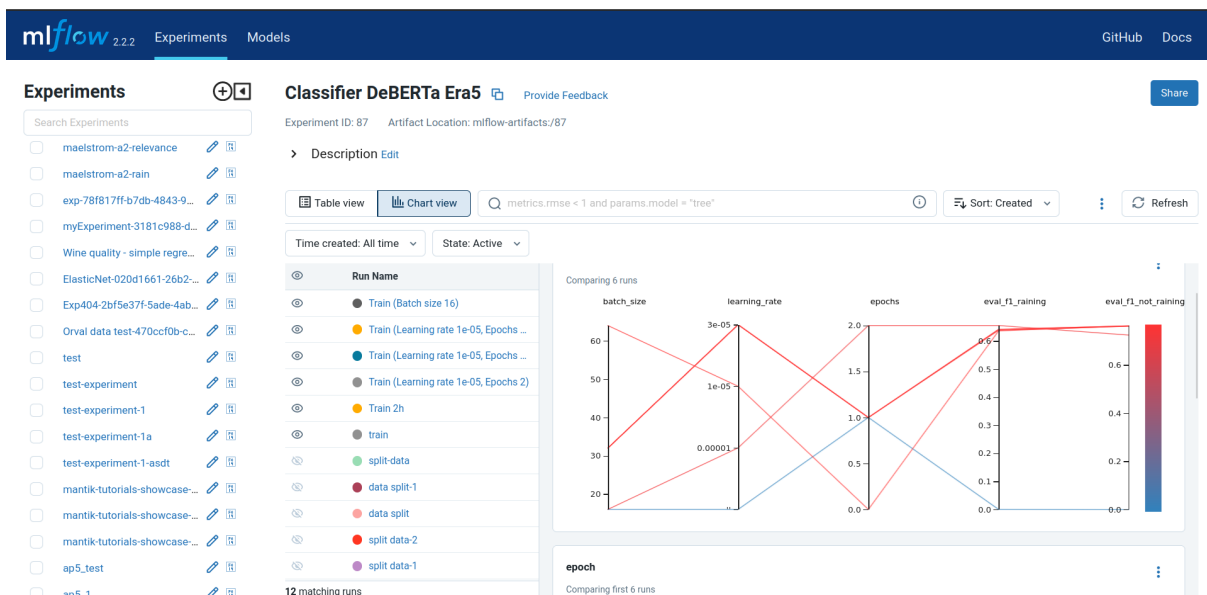 mlflow 2.2.2 Experiments Models GitHub Docs
Experiments
Search Experiments
maelstrom-a2-relevance
maelstrom-a2-rain
exp-78f817ff-b7db-4843-9...
myExperiment-3181c988-d...
Wine quality - simple regre...
ElasticNet-020d1661-26b2-...
Exp404-2bf5e37f-5ade-4ab...
Orval data test-470ccf0b-c...
test
test-experiment
test-experiment-1
test-experiment-1a
test-experiment-1-asdt
mantik-tutorials-showcase-...
mantik-tutorials-showcase-...
mantik-tutorials-showcase-...
ap5_test
ap5_1
Classifier DeBERTa Era5 Provide Feedback
Share
Experiment ID: 87 Artifact Location: mlflow-artifacts:/87
Description Edit
Table view Chart view metrics.rmse < 1 and params.model = "tree" Sort: Created Refresh
Time created: All time State: Active
Run Name
Train (Batch size 16)
Train (Learning rate 1e-05, Epochs ...
Train (Learning rate 1e-05, Epochs ...
Train (Learning rate 1e-05, Epochs 2)
Train 2h
train
split-data
data split-1
data split
split data-2
split data-1
12 matching runs
Comparing 6 runs
batch_size learning_rate epochs eval_f1_raining eval_f1_not_raining
60
50
40
30
20
3e-05
1e-05
0.00001
2.0
1.5
1.0
0.5
0.0
0.6
0.5
0.4
0.3
0.2
0.1
0.0
0.6
0.4
0.2
0.0
epoch
Comparing first 6 runs